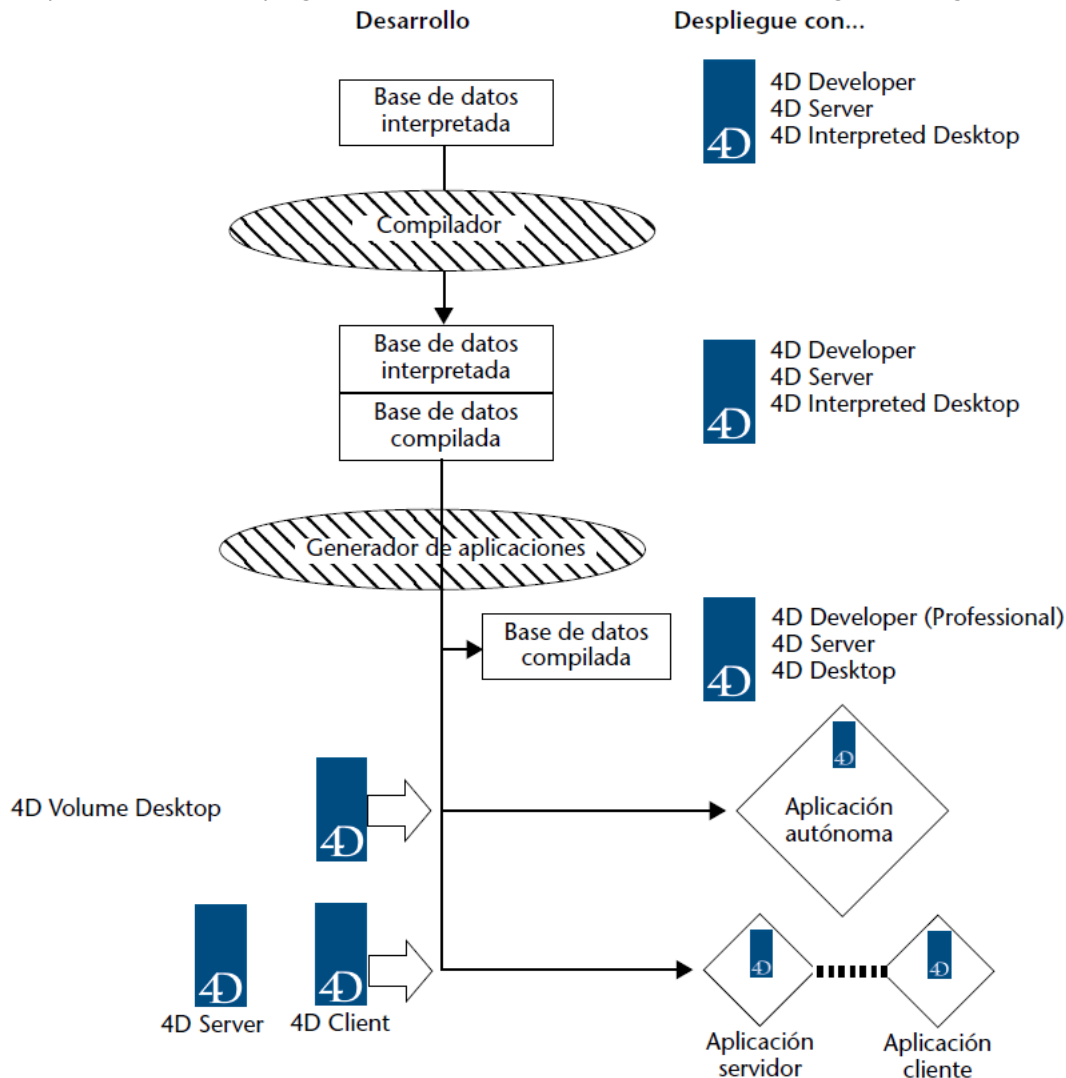 Desarrollo
Despliegue con...
Base de datos
interpretada
4D
4D Developer
4D Server
4D Interpreted Desktop
Compilador
Base de datos
interpretada
Base de datos
compilada
4D
4D Developer
4D Server
4D Interpreted Desktop
Generador de aplicaciones
Base de datos
compilada
4D
4D Developer (Professional)
4D Server
4D Desktop
4D Volume Desktop
4D
4D
Aplicación
autónoma
4D
4D Server
4D
4D Client
4D
Aplicación
servidor
4D
Aplicación
cliente